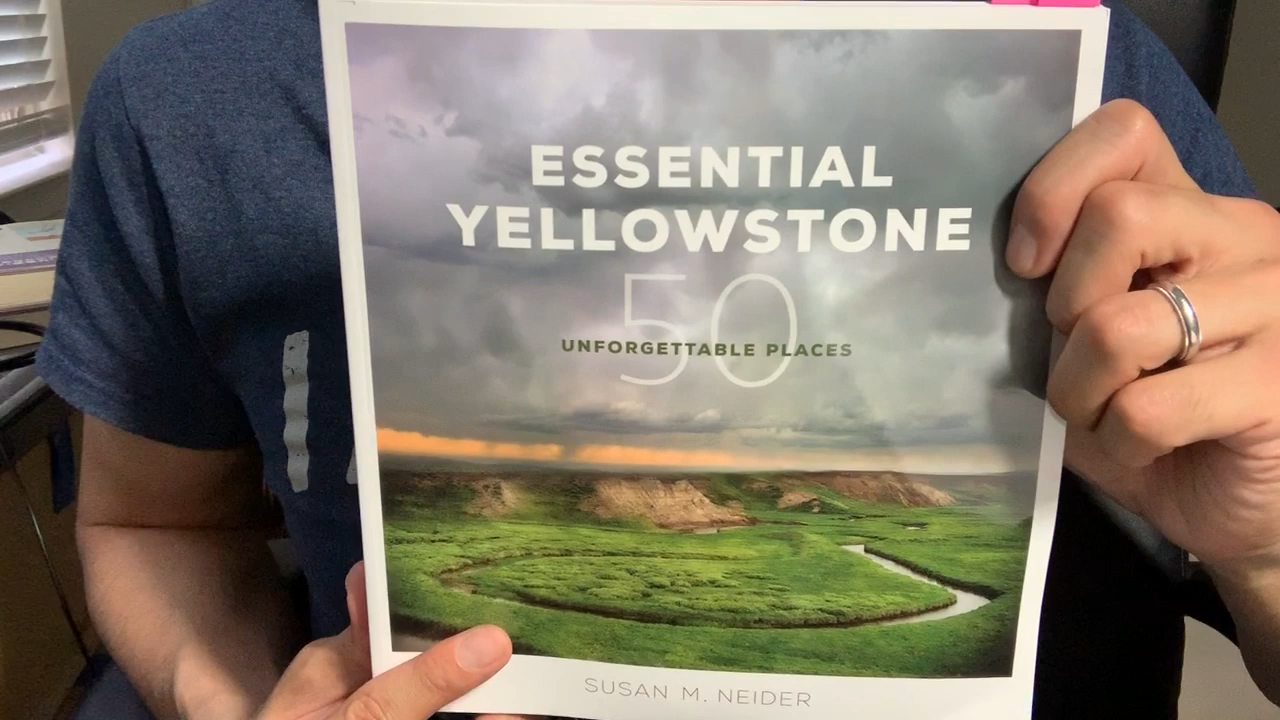 ESSENTIAL
YELLOWSTONE
50
UNFORGETTABLE PLACES
SUSAN M. NEIDER